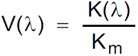 V(λ) = K(λ) / Kₘ